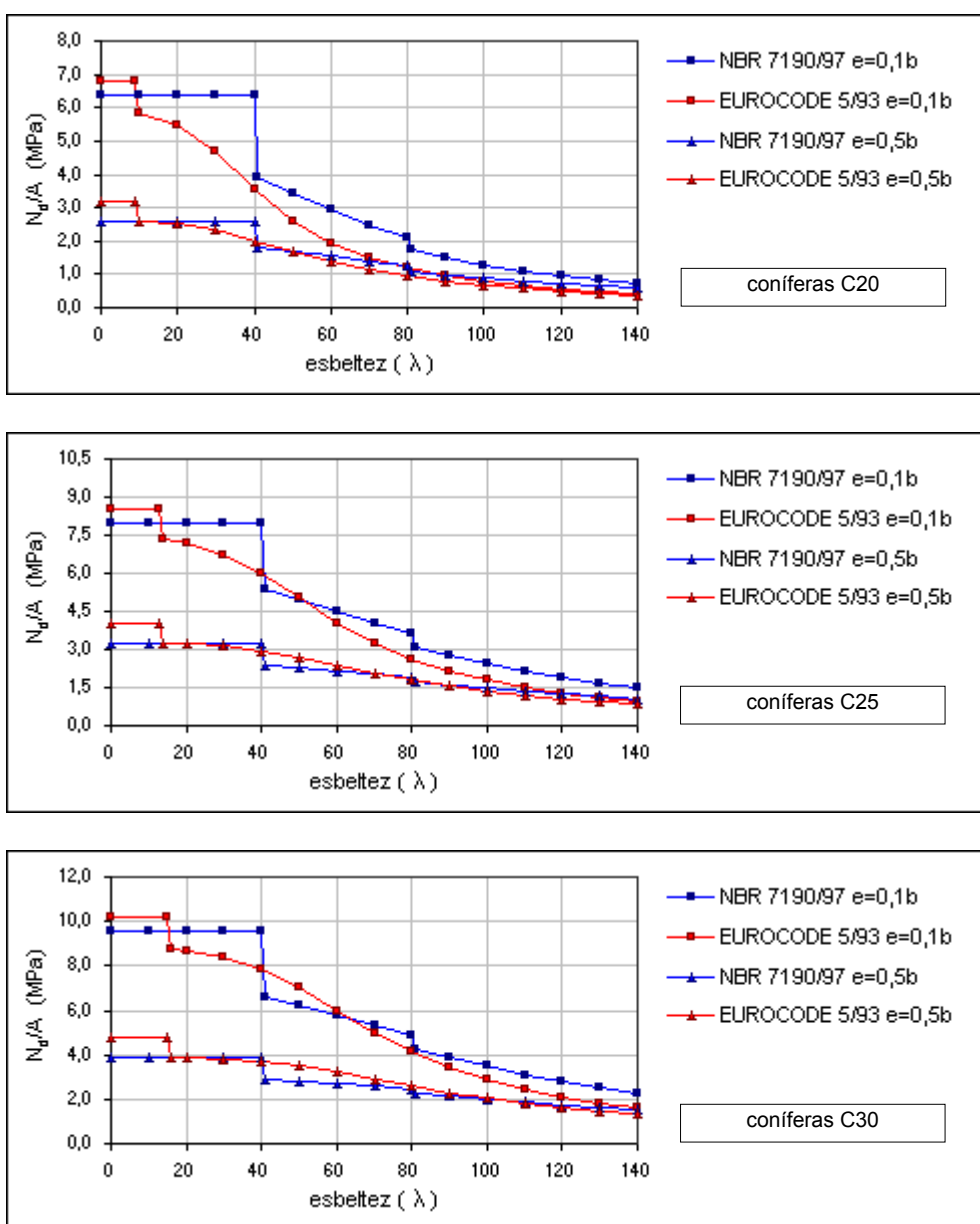 8,0
7,0
6,0
5,0
4,0
3,0
2,0
1,0
0,0
N_d/A (MPa)
0 20 40 60 80 100 120 140
esbeltez ( λ )
NBR 7190/97 e=0,1b
EUROCODE 5/93 e=0,1b
NBR 7190/97 e=0,5b
EUROCODE 5/93 e=0,5b
coníferas C20
10,5
9,0
7,5
6,0
4,5
3,0
1,5
0,0
N_d/A (MPa)
0 20 40 60 80 100 120 140
esbeltez ( λ )
NBR 7190/97 e=0,1b
EUROCODE 5/93 e=0,1b
NBR 7190/97 e=0,5b
EUROCODE 5/93 e=0,5b
coníferas C25
12,0
10,0
8,0
6,0
4,0
2,0
0,0
N_d/A (MPa)
0 20 40 60 80 100 120 140
esbeltez ( λ )
NBR 7190/97 e=0,1b
EUROCODE 5/93 e=0,1b
NBR 7190/97 e=0,5b
EUROCODE 5/93 e=0,5b
coníferas C30